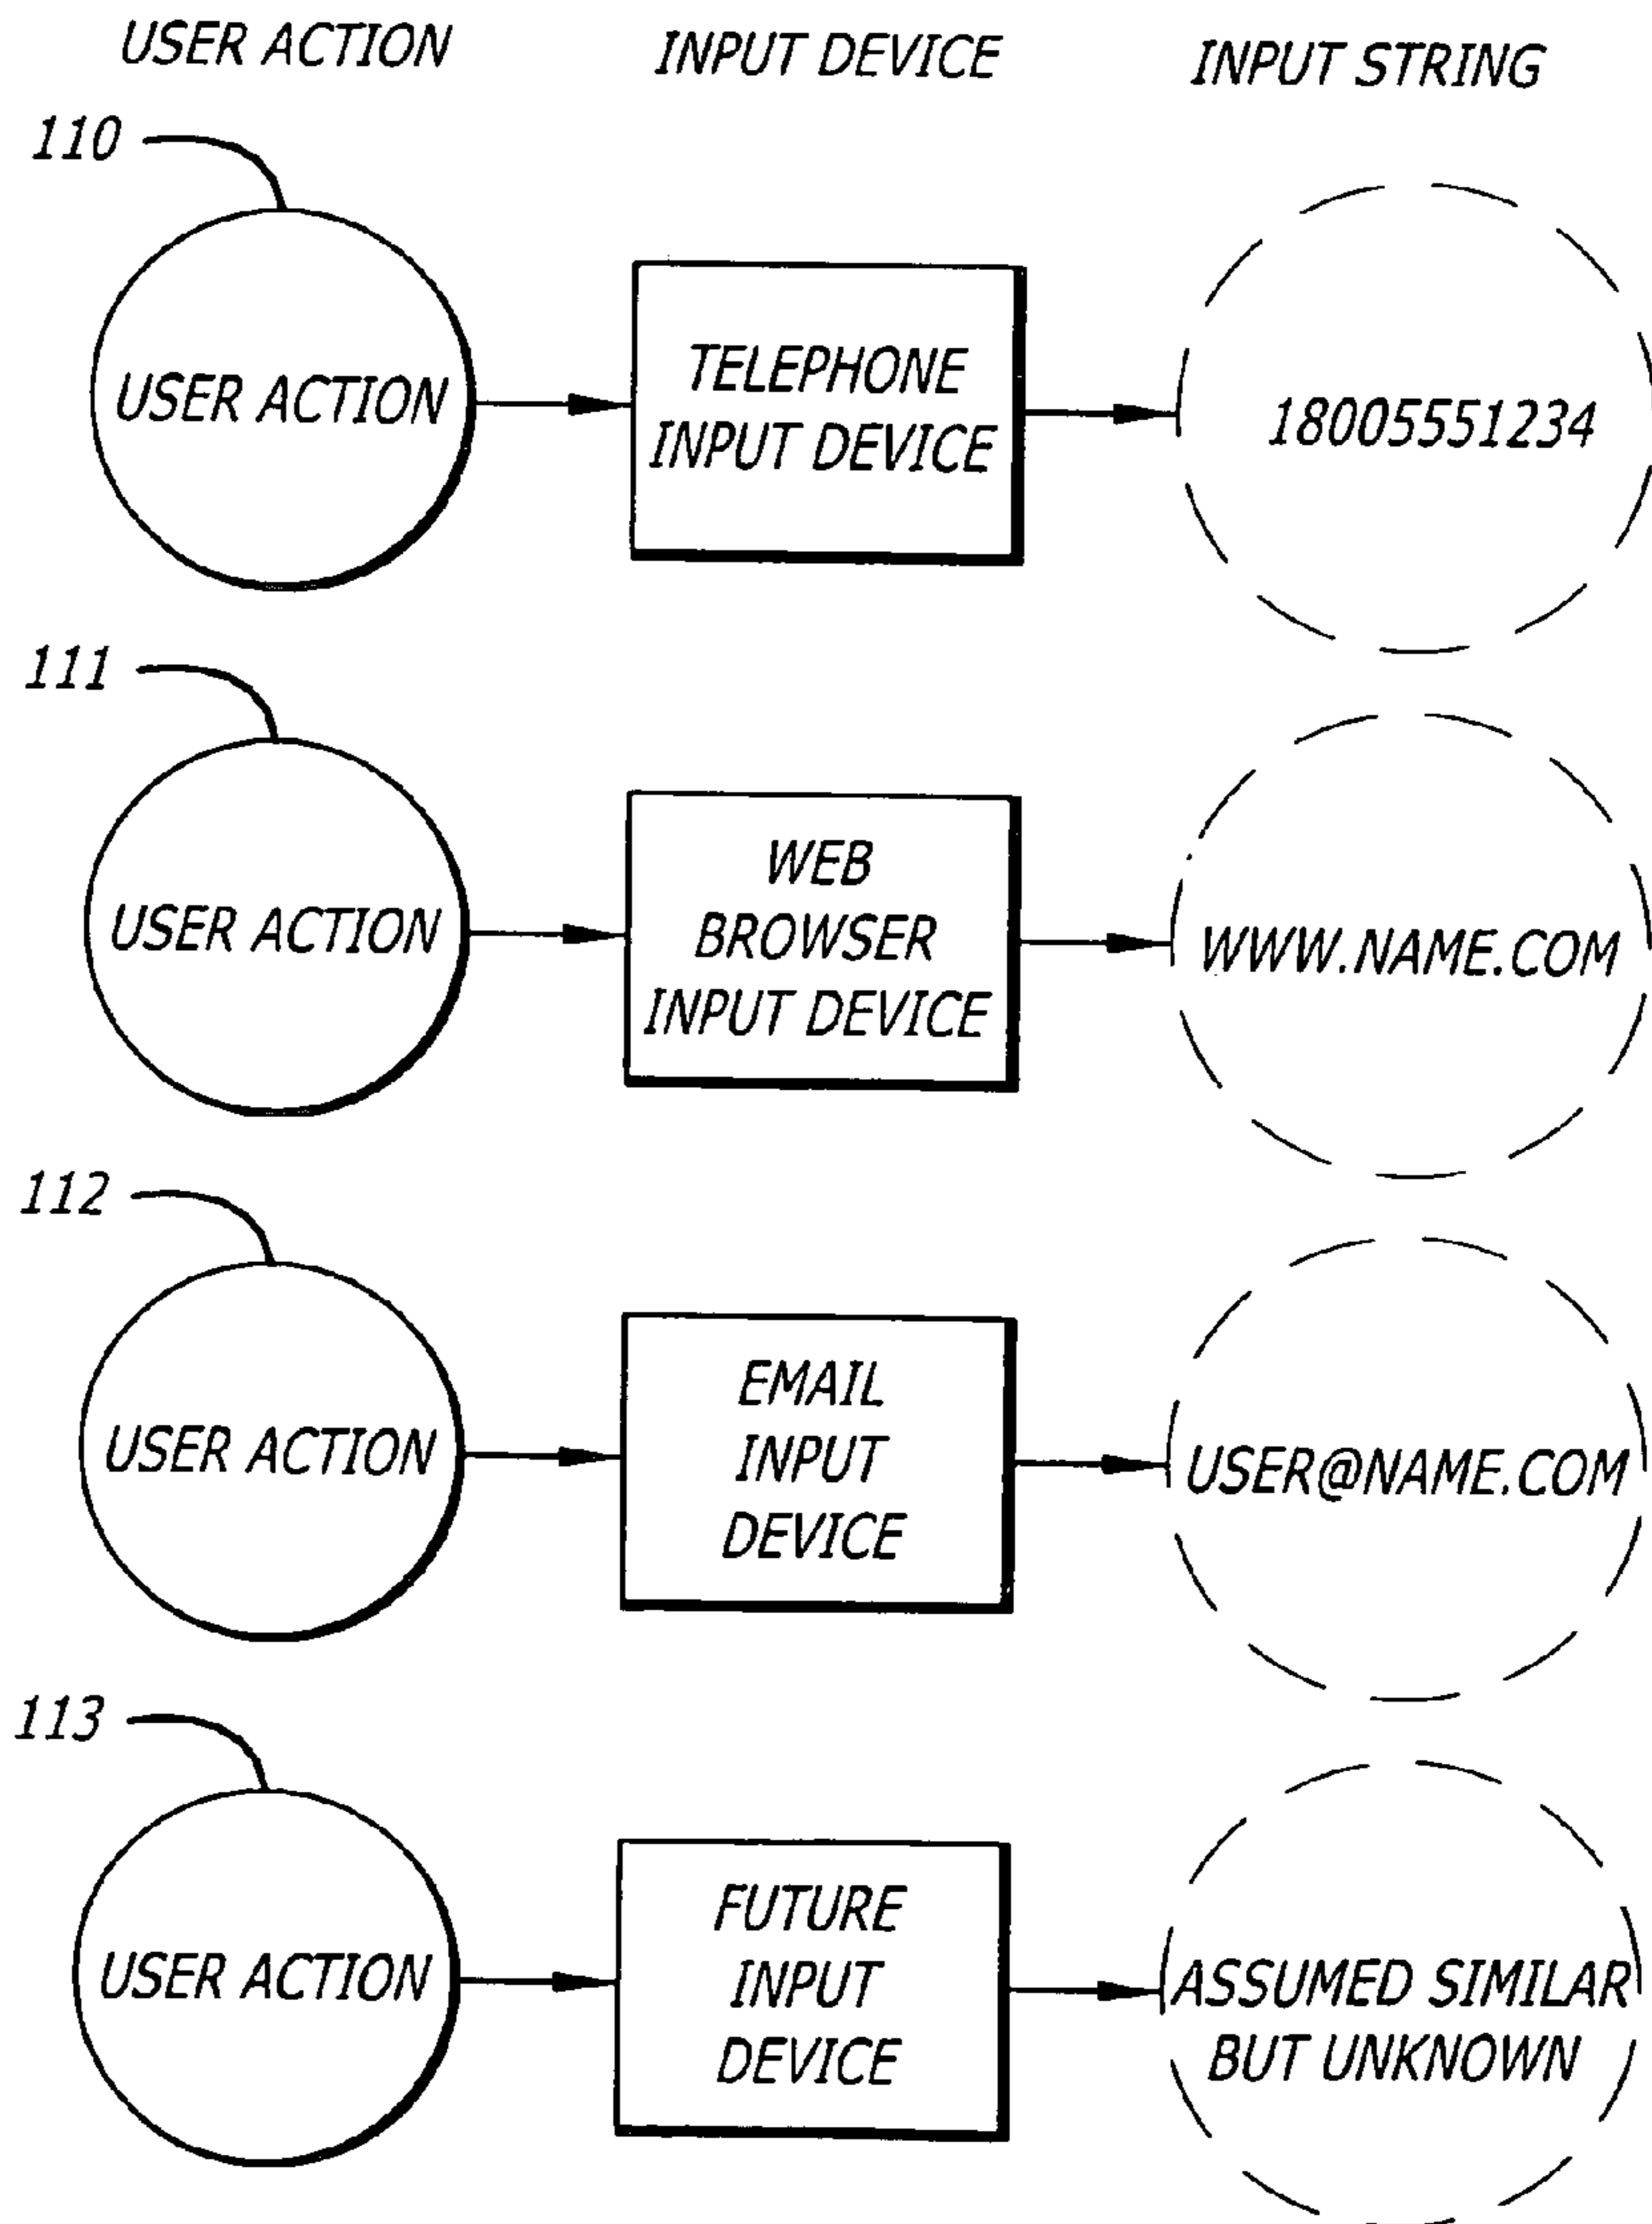 USER ACTION
INPUT DEVICE
INPUT STRING
110
USER ACTION
TELEPHONE
INPUT DEVICE
18005551234
111
USER ACTION
WEB
BROWSER
INPUT DEVICE
WWW.NAME.COM
112
USER ACTION
EMAIL
INPUT
DEVICE
USER@NAME.COM
113
USER ACTION
FUTURE
INPUT
DEVICE
ASSUMED SIMILAR
BUT UNKNOWN